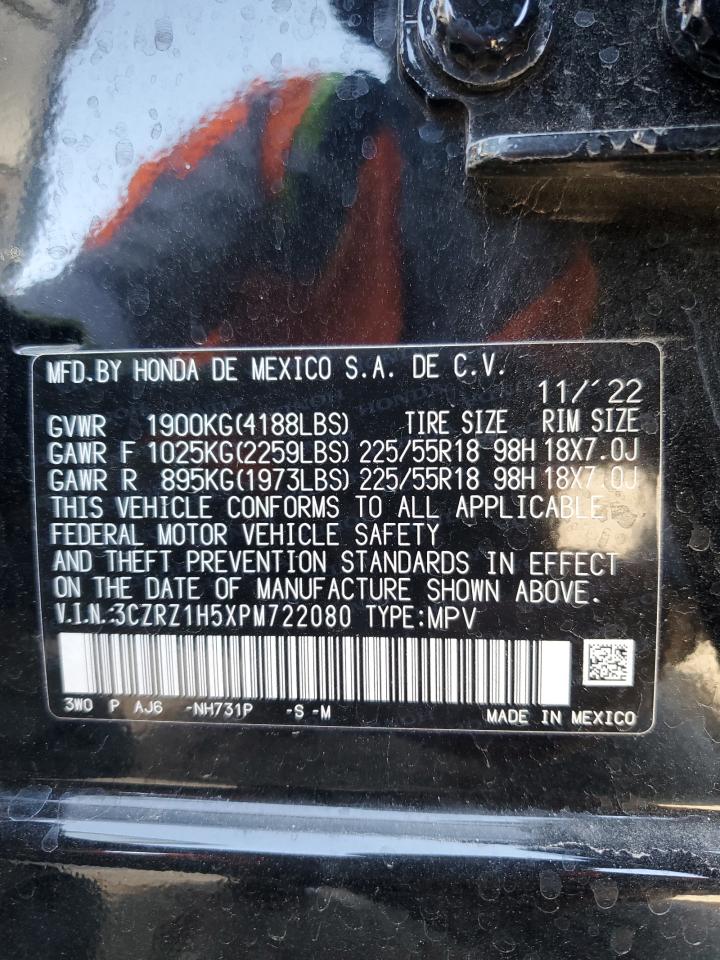 MFD.BY HONDA DE MEXICO S.A. DE C.V.
11/'22
GVWR 1900KG(4188LBS) TIRE SIZE RIM SIZE
GAWR F 1025KG(2259LBS) 225/55R18 98H 18X7.0J
GAWR R 895KG(1973LBS) 225/55R18 98H 18X7.0J
THIS VEHICLE CONFORMS TO ALL APPLICABLE
FEDERAL MOTOR VEHICLE SAFETY
AND THEFT PREVENTION STANDARDS IN EFFECT
ON THE DATE OF MANUFACTURE SHOWN ABOVE.
V.I.N.:3CZRZ1H5XPM722080 TYPE:MPV
3W0 P AJ6 -NH731P -S -M
MADE IN MEXICO